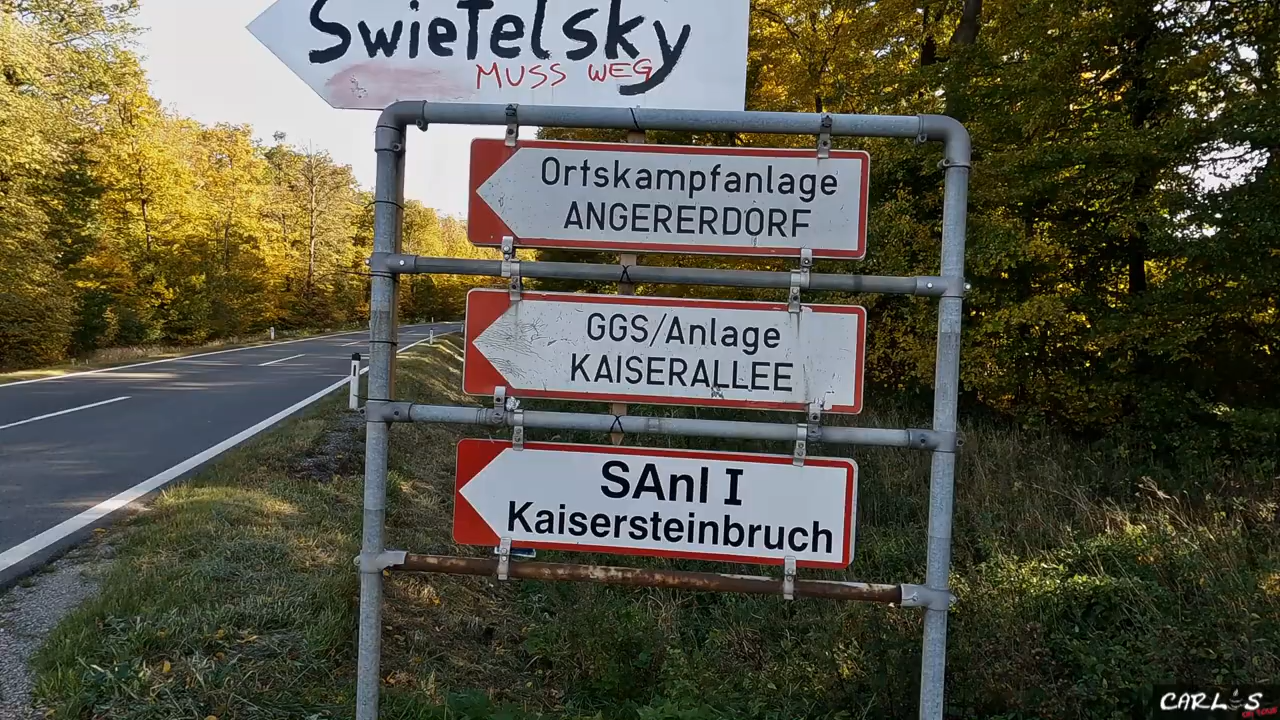 Swietelsky
MUSS WEG
Ortskampfanlage
ANGERERDORF
GGS/Anlage
KAISERALLEE
SAnl I
Kaisersteinbruch
CARLOS